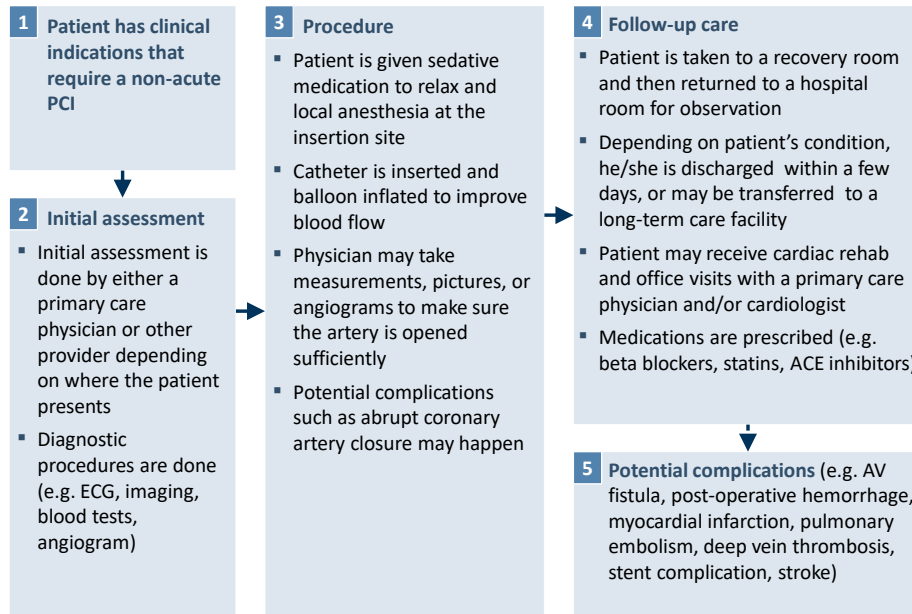 1 Patient has clinical
indications that
require a non-acute
PCI
2 Initial assessment
▪ Initial assessment is
done by either a
primary care
physician or other
provider depending
on where the patient
presents
▪ Diagnostic
procedures are done
(e.g. ECG, imaging,
blood tests,
angiogram)
3 Procedure
▪ Patient is given sedative
medication to relax and
local anesthesia at the
insertion site
▪ Catheter is inserted and
balloon inflated to improve
blood flow
▪ Physician may take
measurements, pictures, or
angiograms to make sure
the artery is opened
sufficiently
▪ Potential complications
such as abrupt coronary
artery closure may happen
4 Follow-up care
▪ Patient is taken to a recovery room
and then returned to a hospital
room for observation
▪ Depending on patient’s condition,
he/she is discharged within a few
days, or may be transferred to a
long-term care facility
▪ Patient may receive cardiac rehab
and office visits with a primary care
physician and/or cardiologist
▪ Medications are prescribed (e.g.
beta blockers, statins, ACE inhibitors)
5 Potential complications (e.g. AV
fistula, post-operative hemorrhage,
myocardial infarction, pulmonary
embolism, deep vein thrombosis,
stent complication, stroke)